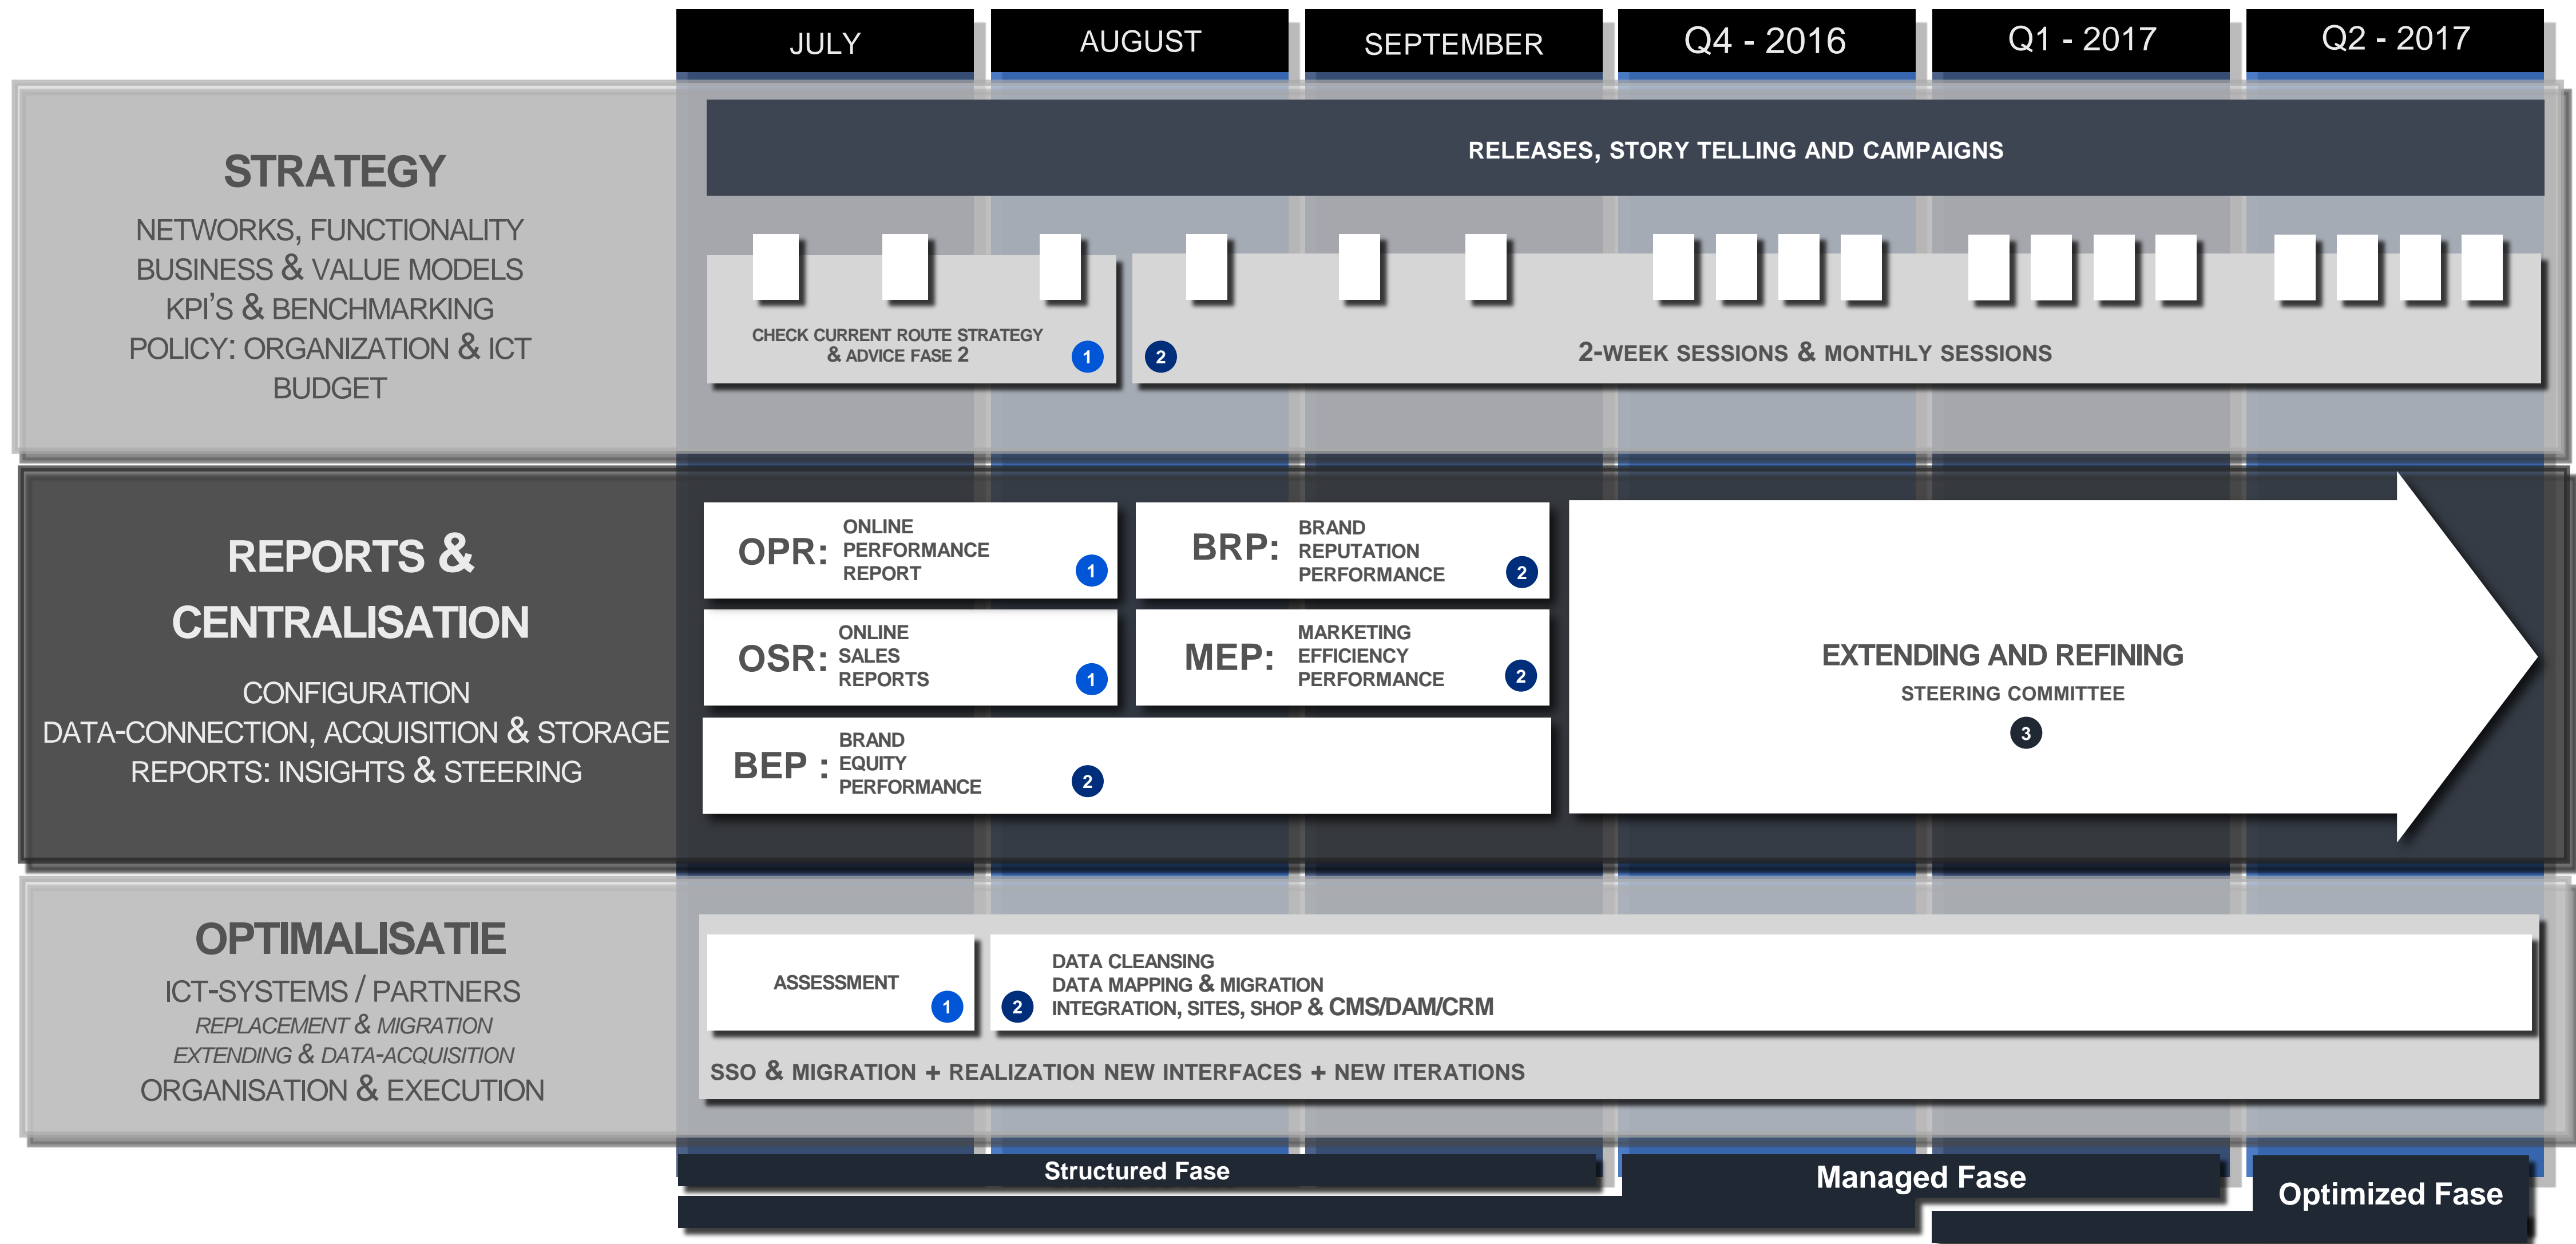 JULY
AUGUST
SEPTEMBER
Q4 - 2016
Q1 - 2017
Q2 - 2017
STRATEGY
NETWORKS, FUNCTIONALITY
BUSINESS & VALUE MODELS
KPI'S & BENCHMARKING
POLICY: ORGANIZATION & ICT
BUDGET
RELEASES, STORY TELLING AND CAMPAIGNS
CHECK CURRENT ROUTE STRATEGY
& ADVICE FASE 2
1
2
2-WEEK SESSIONS & MONTHLY SESSIONS
REPORTS &
CENTRALISATION
CONFIGURATION
DATA-CONNECTION, ACQUISITION & STORAGE
REPORTS: INSIGHTS & STEERING
OPR:
ONLINE
PERFORMANCE
REPORT
1
BRP:
BRAND
REPUTATION
PERFORMANCE
2
OSR:
ONLINE
SALES
REPORTS
1
MEP:
MARKETING
EFFICIENCY
PERFORMANCE
2
BEP :
BRAND
EQUITY
PERFORMANCE
2
EXTENDING AND REFINING
STEERING COMMITTEE
3
OPTIMALISATIE
ICT-SYSTEMS / PARTNERS
REPLACEMENT & MIGRATION
EXTENDING & DATA-ACQUISITION
ORGANISATION & EXECUTION
ASSESSMENT
1
2
DATA CLEANSING
DATA MAPPING & MIGRATION
INTEGRATION, SITES, SHOP & CMS/DAM/CRM
SSO & MIGRATION + REALIZATION NEW INTERFACES + NEW ITERATIONS
Structured Fase
Managed Fase
Optimized Fase